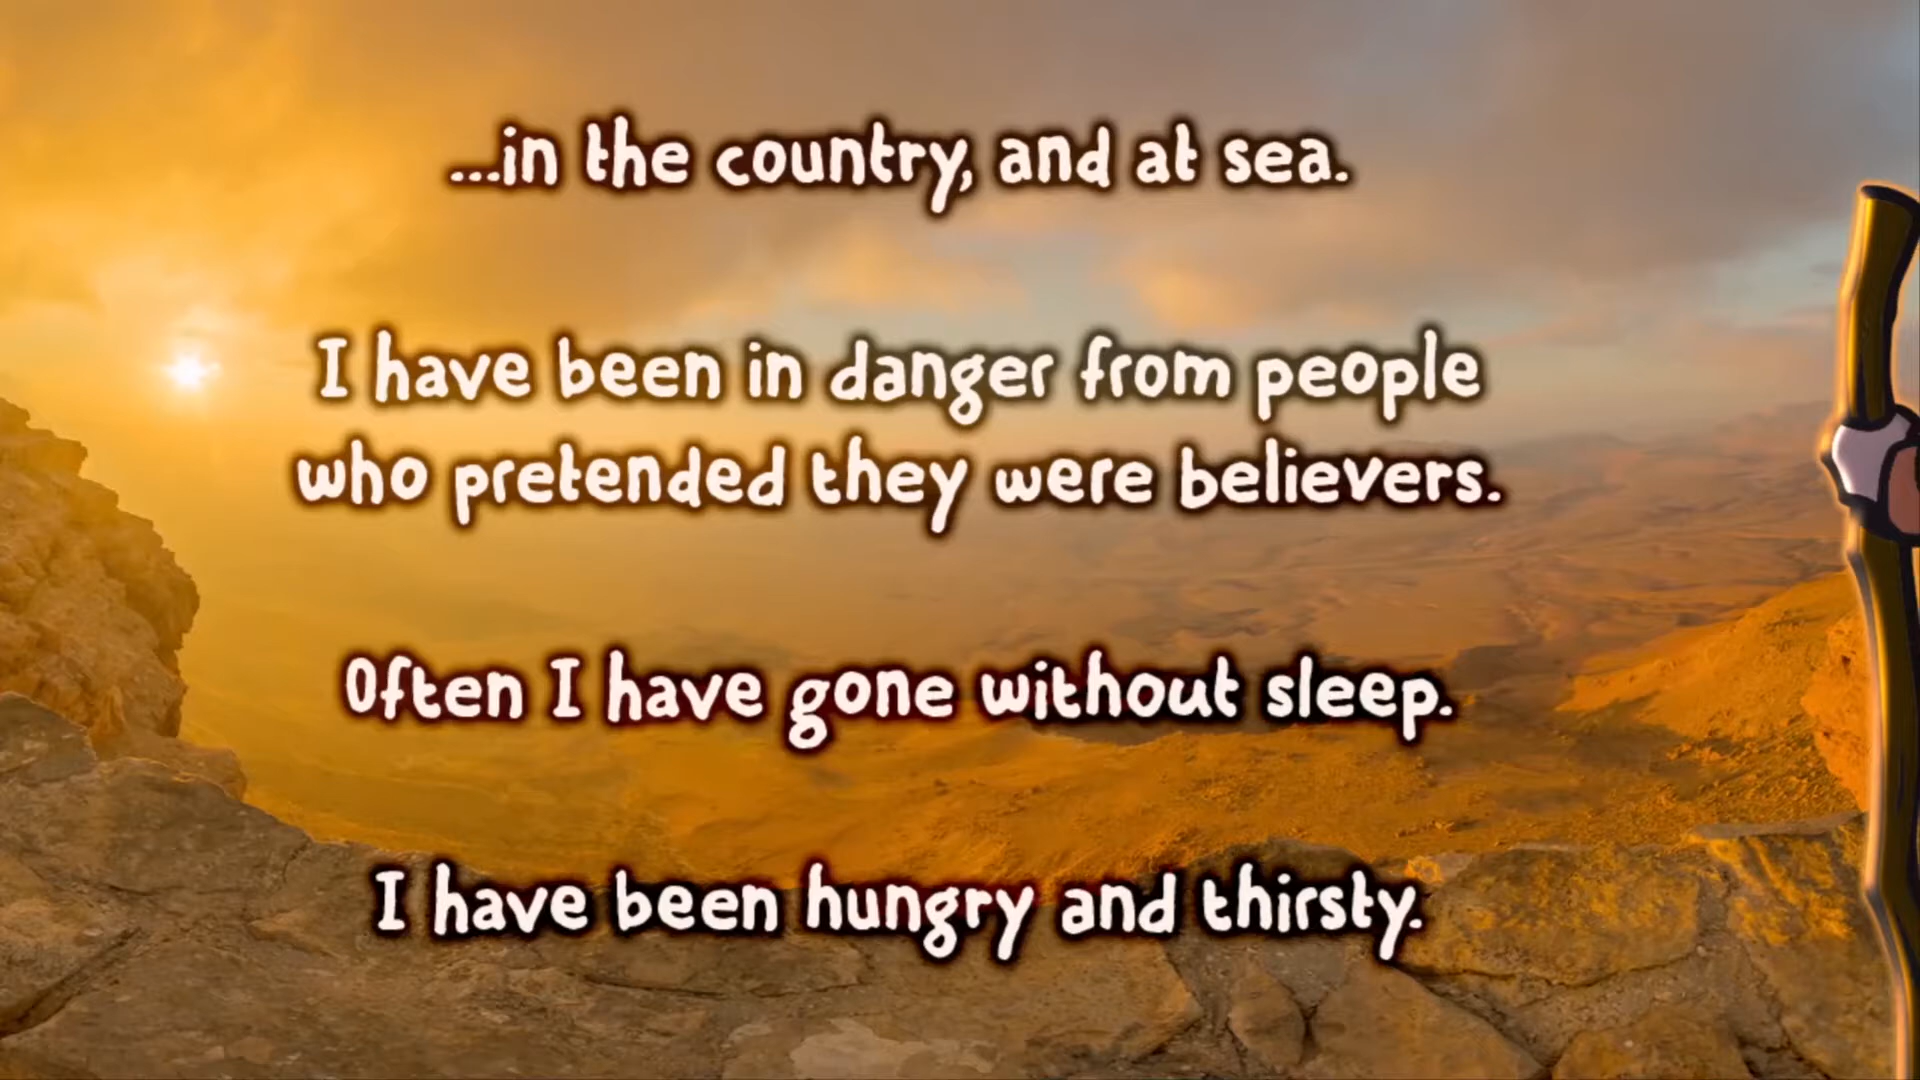 ...in the country, and at sea.
I have been in danger from people
who pretended they were believers.
Often I have gone without sleep.
I have been hungry and thirsty.